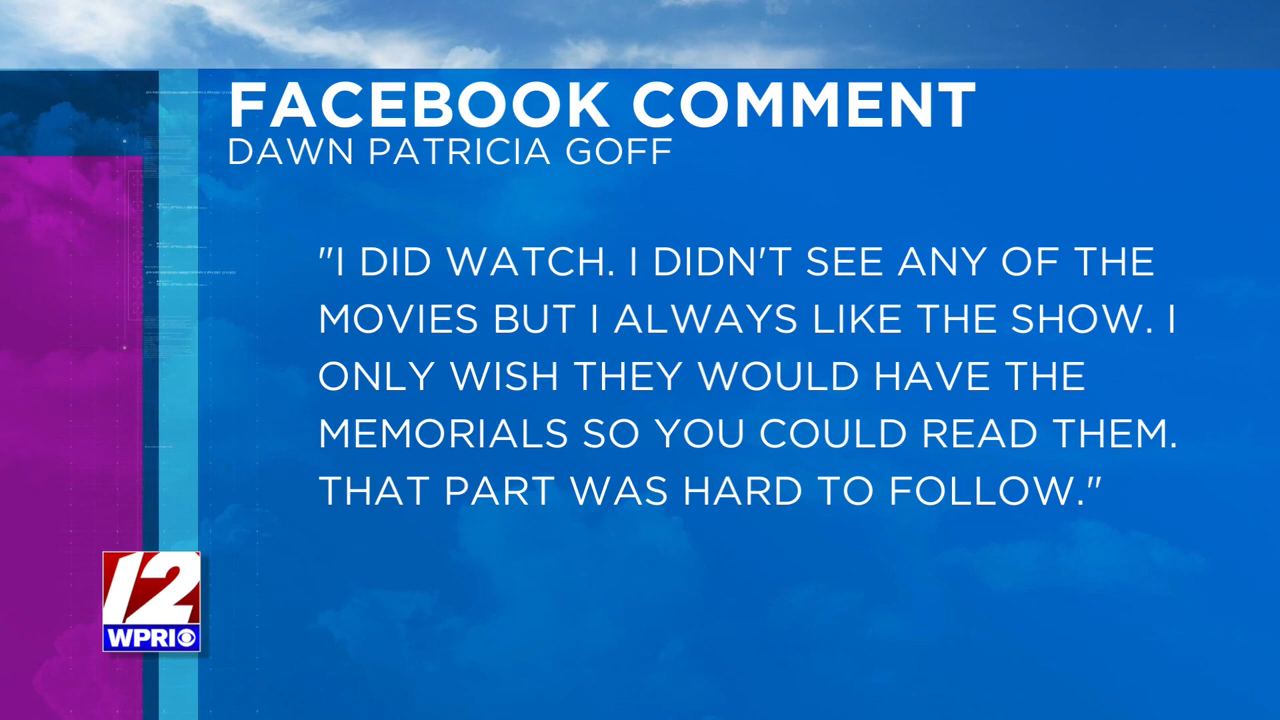 FACEBOOK COMMENT
DAWN PATRICIA GOFF
"I DID WATCH. I DIDN'T SEE ANY OF THE
MOVIES BUT I ALWAYS LIKE THE SHOW. I
ONLY WISH THEY WOULD HAVE THE
MEMORIALS SO YOU COULD READ THEM.
THAT PART WAS HARD TO FOLLOW."
12
WPRI